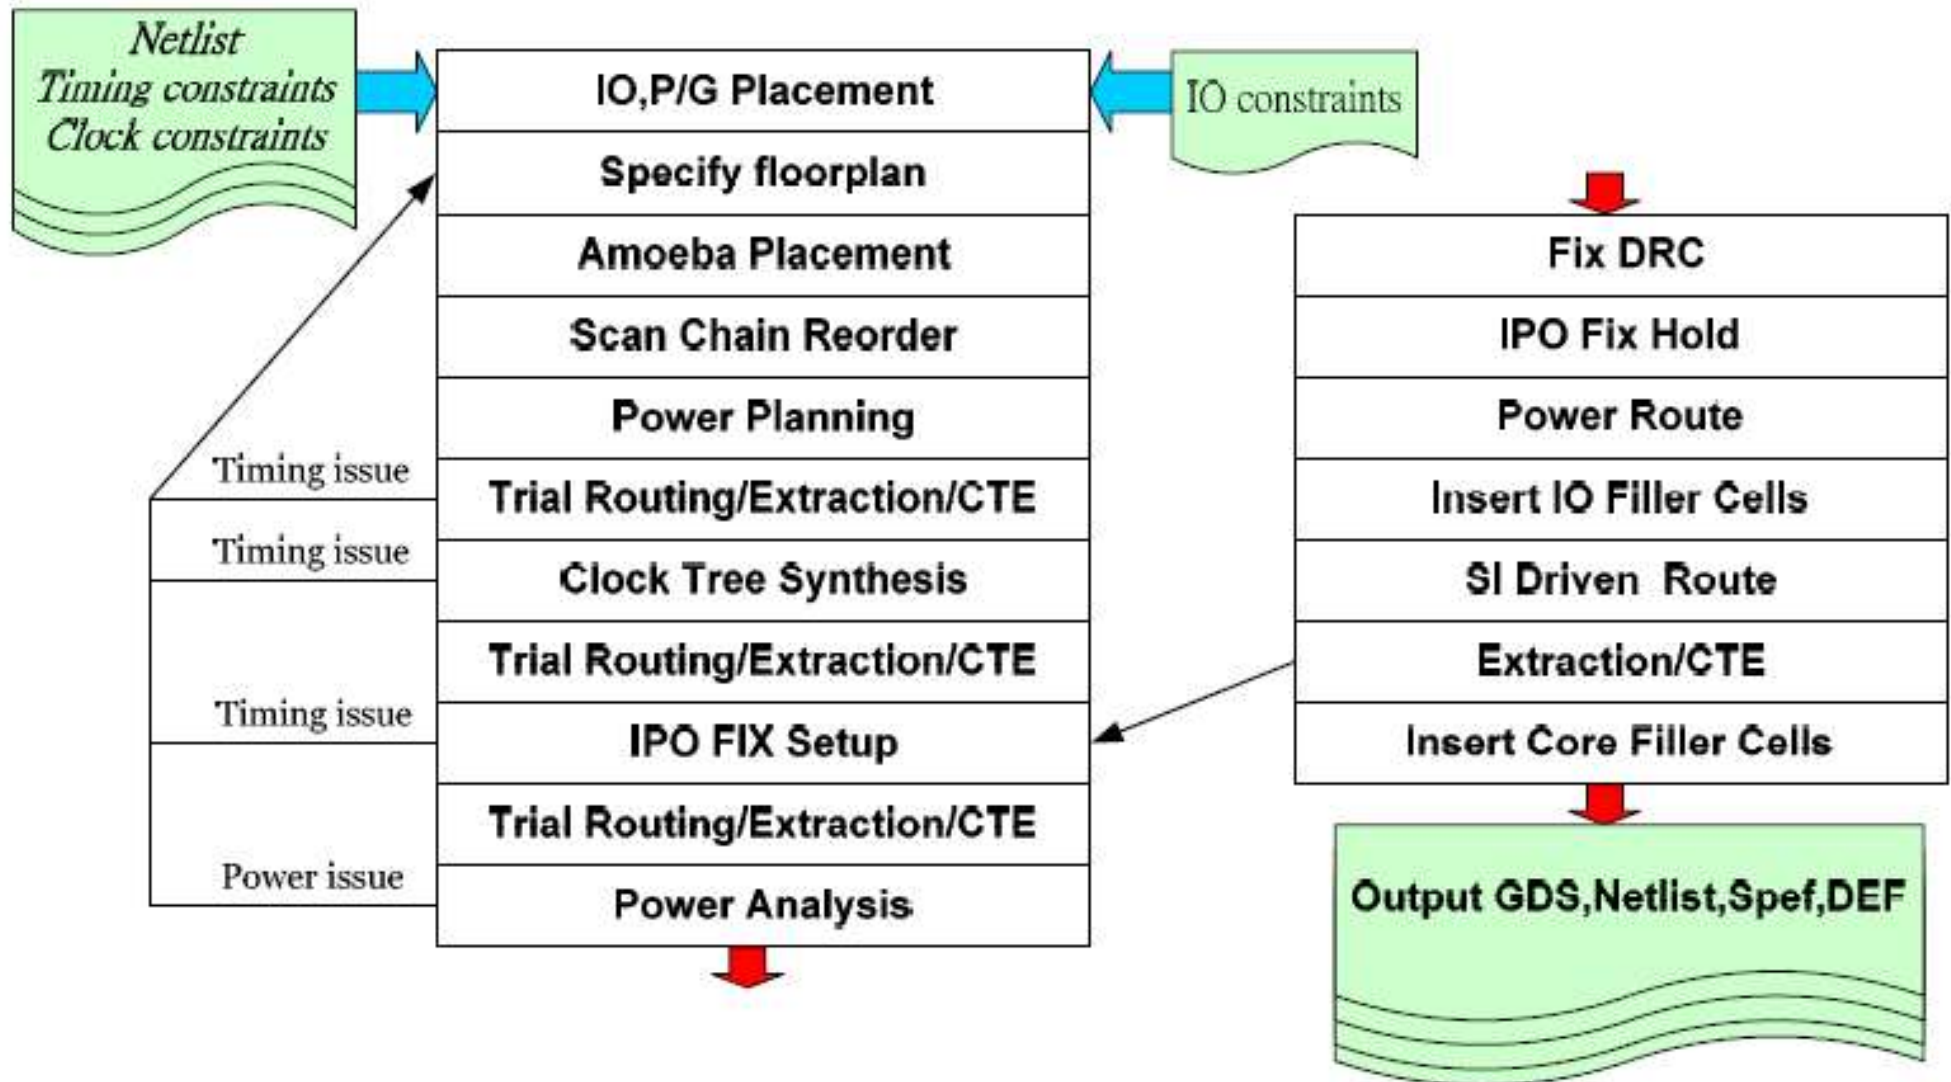 Netlist
Timing constraints
Clock constraints
IO,P/G Placement
IO constraints
Specify floorplan
Amoeba Placement
Scan Chain Reorder
Power Planning
Timing issue
Trial Routing/Extraction/CTE
Timing issue
Clock Tree Synthesis
Trial Routing/Extraction/CTE
Timing issue
IPO FIX Setup
Trial Routing/Extraction/CTE
Power issue
Power Analysis
Fix DRC
IPO Fix Hold
Power Route
Insert IO Filler Cells
SI Driven Route
Extraction/CTE
Insert Core Filler Cells
Output GDS,Netlist,Spef,DEF